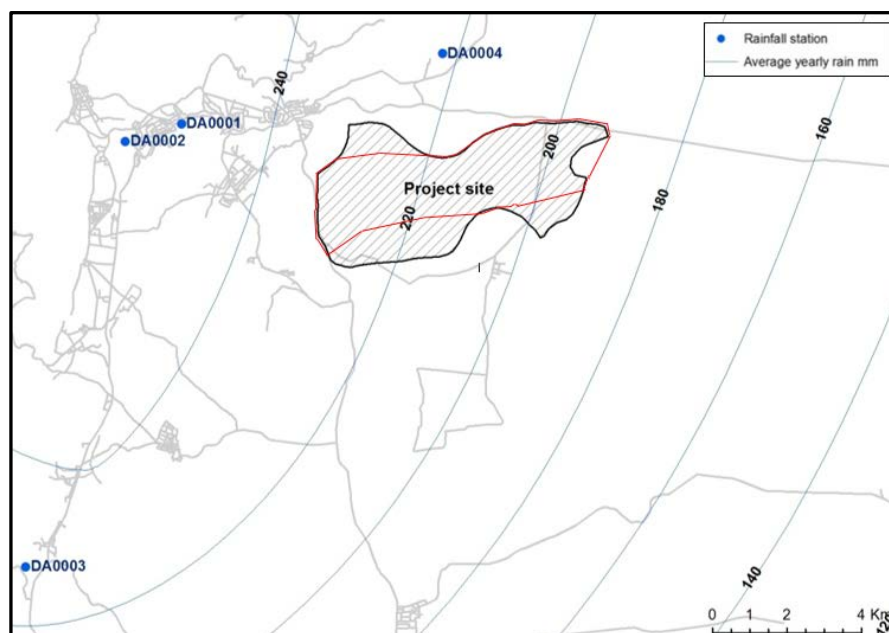 Rainfall station
Average yearly rain mm
DA0004
240
DA0001
DA0002
160
200
Project site
180
220
DA0003
140
0 1 2 4 Km